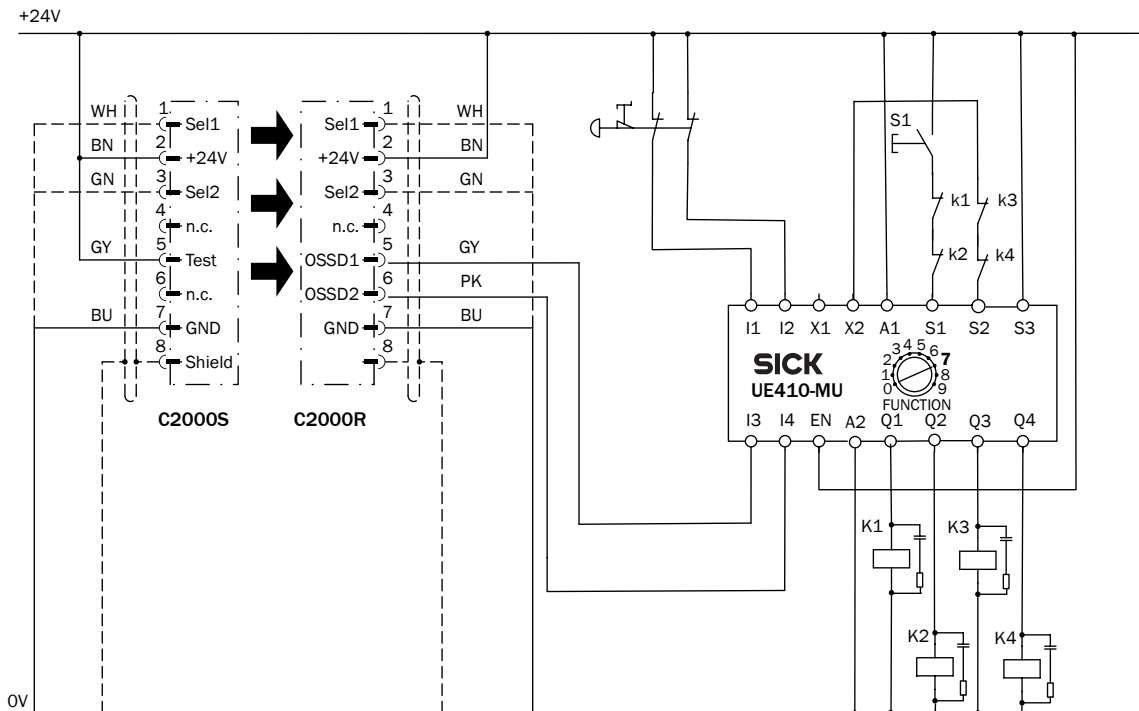 +24V
WH
BN
GN
GY
BU
1
2
3
4
5
6
7
8
Sel1
+24V
Sel2
n.c.
Test
n.c.
GND
Shield
C2000S
Sel1
+24V
Sel2
n.c.
OSSD1
OSSD2
GND
1
2
3
4
5
6
7
8
C2000R
WH
BN
GN
GY
PK
BU
S1
k1
k3
k2
k4
I1 I2 X1 X2 A1 S1 S2 S3
SICK
UE410-MU
0 1 2 3 4 5 6 7 8 9
FUNCTION
I3 I4 EN A2 Q1 Q2 Q3 Q4
K1
K3
K2
K4
0V